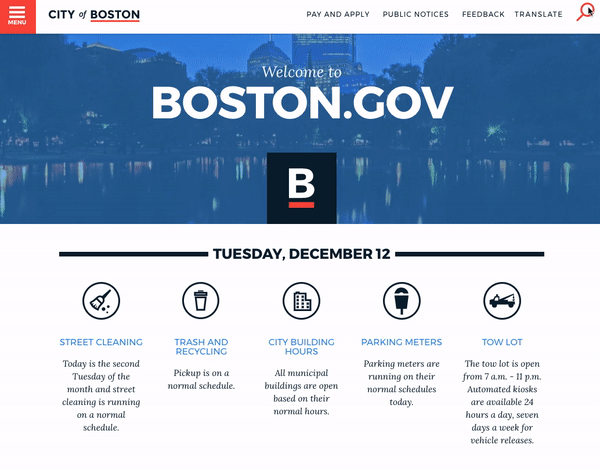 MENU
CITY of BOSTON
PAY AND APPLY
PUBLIC NOTICES
FEEDBACK
TRANSLATE
Welcome to
BOSTON.GOV
B
TUESDAY, DECEMBER 12
STREET CLEANING
Today is the second
Tuesday of the
month and street
cleaning is running
on a normal
schedule.
TRASH AND
RECYCLING
Pickup is on a
normal schedule.
CITY BUILDING
HOURS
All municipal
buildings are open
based on their
normal hours.
PARKING METERS
Parking meters are
running on their
normal schedules
today.
TOW LOT
The tow lot is open
from 7 a.m. - 11 p.m.
Automated kiosks
are available 24
hours a day, seven
days a week for
vehicle releases.